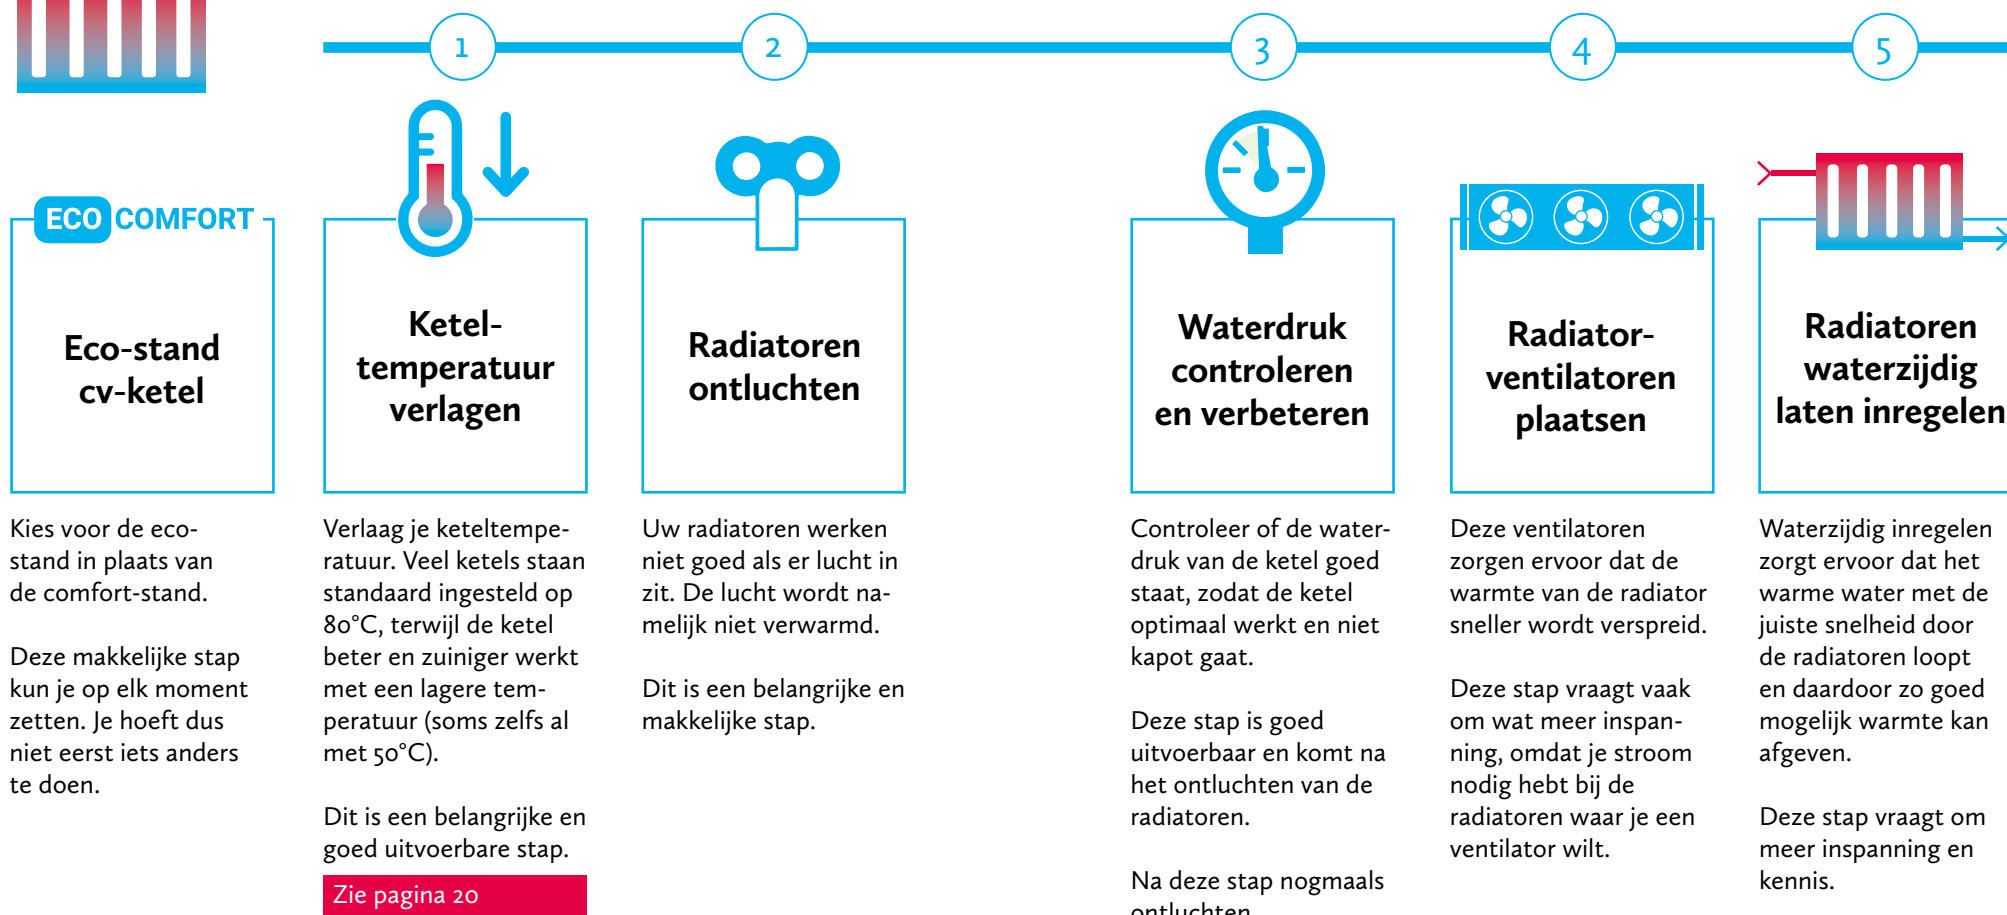 1
2
3
4
5
ECO COMFORT
Eco-stand
cv-ketel
Kies voor de eco-
stand in plaats van
de comfort-stand.
Deze makkelijke stap
kun je op elk moment
zetten. Je hoeft dus
niet eerst iets anders
te doen.
Ketel-
temperatuur
verlagen
Verlaag je keteltempe-
ratuur. Veel ketels staan
standaard ingesteld op
80°C, terwijl de ketel
beter en zuiniger werkt
met een lagere tem-
peratuur (soms zelfs al
met 50°C).
Dit is een belangrijke en
goed uitvoerbare stap.
Zie pagina 20
Radiatoren
ontluchten
Uw radiatoren werken
niet goed als er lucht in
zit. De lucht wordt na-
melijk niet verwarmd.
Dit is een belangrijke en
makkelijke stap.
Waterdruk
controleren
en verbeteren
Controleer of de water-
druk van de ketel goed
staat, zodat de ketel
optimaal werkt en niet
kapot gaat.
Deze stap is goed
uitvoerbaar en komt na
het ontluchten van de
radiatoren.
Na deze stap nogmaals
ontluchten
Radiator-
ventilatoren
plaatsen
Deze ventilatoren
zorgen ervoor dat de
warmte van de radiator
sneller wordt verspreid.
Deze stap vraagt vaak
om wat meer inspan-
ning, omdat je stroom
nodig hebt bij de
radiatoren waar je een
ventilator wilt.
Radiatoren
waterzijdig
laten inregelen
Waterzijdig inregelen
zorgt ervoor dat het
warme water met de
juiste snelheid door
de radiatoren loopt
en daardoor zo goed
mogelijk warmte kan
afgeven.
Deze stap vraagt om
meer inspanning en
kennis.